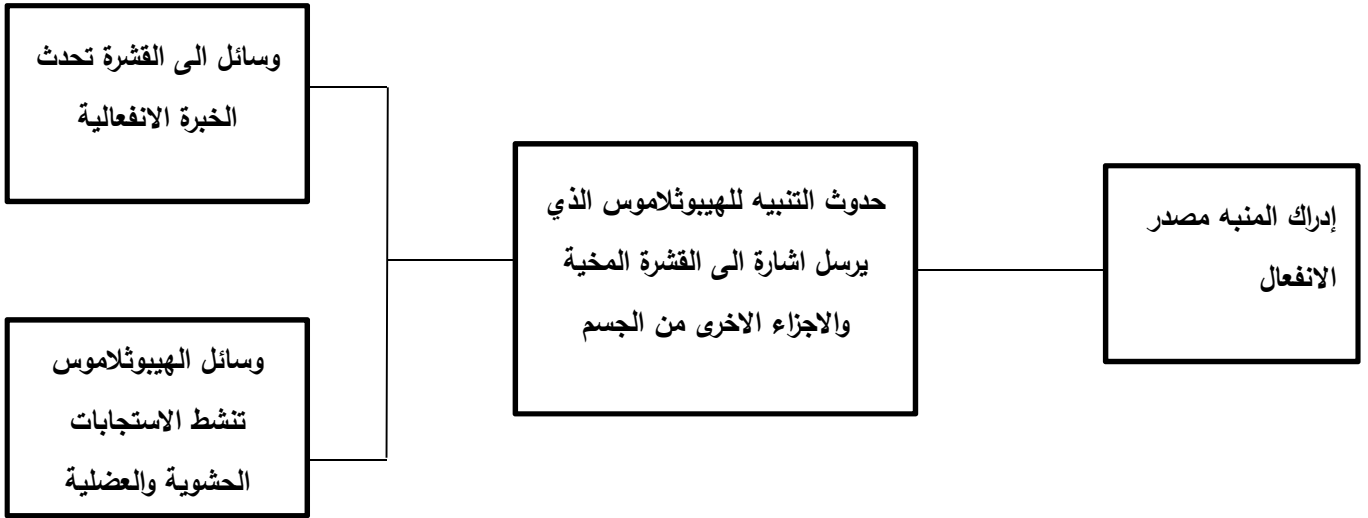 إدراك المنبه مصدر
الانفعال
حدوث التنبيه للهيبوثلاموس الذي
يرسل اشارة الى القشرة المخية
والاجزاء الاخرى من الجسم
وسائل الى القشرة تحدث
الخبرة الانفعالية
وسائل الهيبوثلاموس
تنشط الاستجابات
الحشوية والعضلية